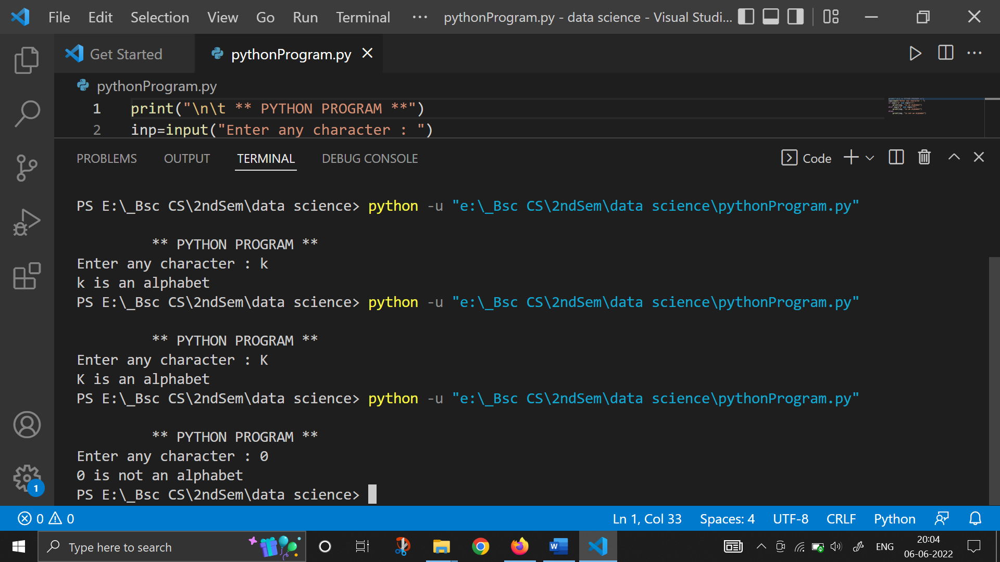 File Edit Selection View Go Run Terminal ··· pythonProgram.py - data science - Visual Studi...
Get Started pythonProgram.py
pythonProgram.py
1 print("\n\t ** PYTHON PROGRAM **")
2 inp=input("Enter any character : ")
PROBLEMS OUTPUT TERMINAL DEBUG CONSOLE Code
PS E:\_Bsc CS\2ndSem\data science> python -u "e:\_Bsc CS\2ndSem\data science\pythonProgram.py"
** PYTHON PROGRAM **
Enter any character : k
k is an alphabet
PS E:\_Bsc CS\2ndSem\data science> python -u "e:\_Bsc CS\2ndSem\data science\pythonProgram.py"
** PYTHON PROGRAM **
Enter any character : K
K is an alphabet
PS E:\_Bsc CS\2ndSem\data science> python -u "e:\_Bsc CS\2ndSem\data science\pythonProgram.py"
** PYTHON PROGRAM **
Enter any character : 0
0 is not an alphabet
PS E:\_Bsc CS\2ndSem\data science>
1
0 0 Ln 1, Col 33 Spaces: 4 UTF-8 CRLF Python
Type here to search W ENG 20:04
06-06-2022